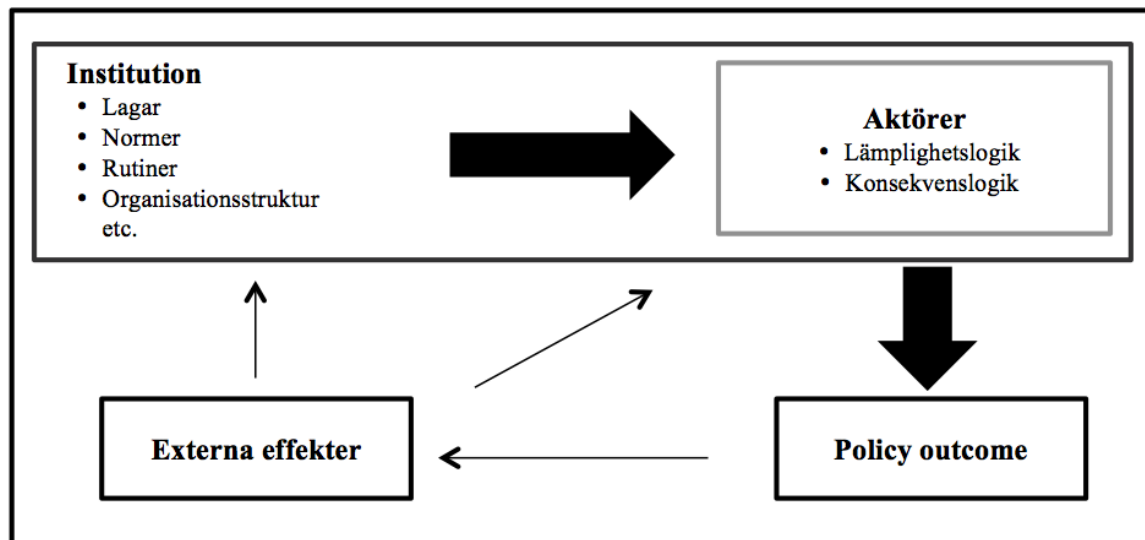 Institution
• Lagar
• Normer
• Rutiner
• Organisationsstruktur
etc.
Aktörer
• Lämplighetslogik
• Konsekvenslogik
Externa effekter
Policy outcome